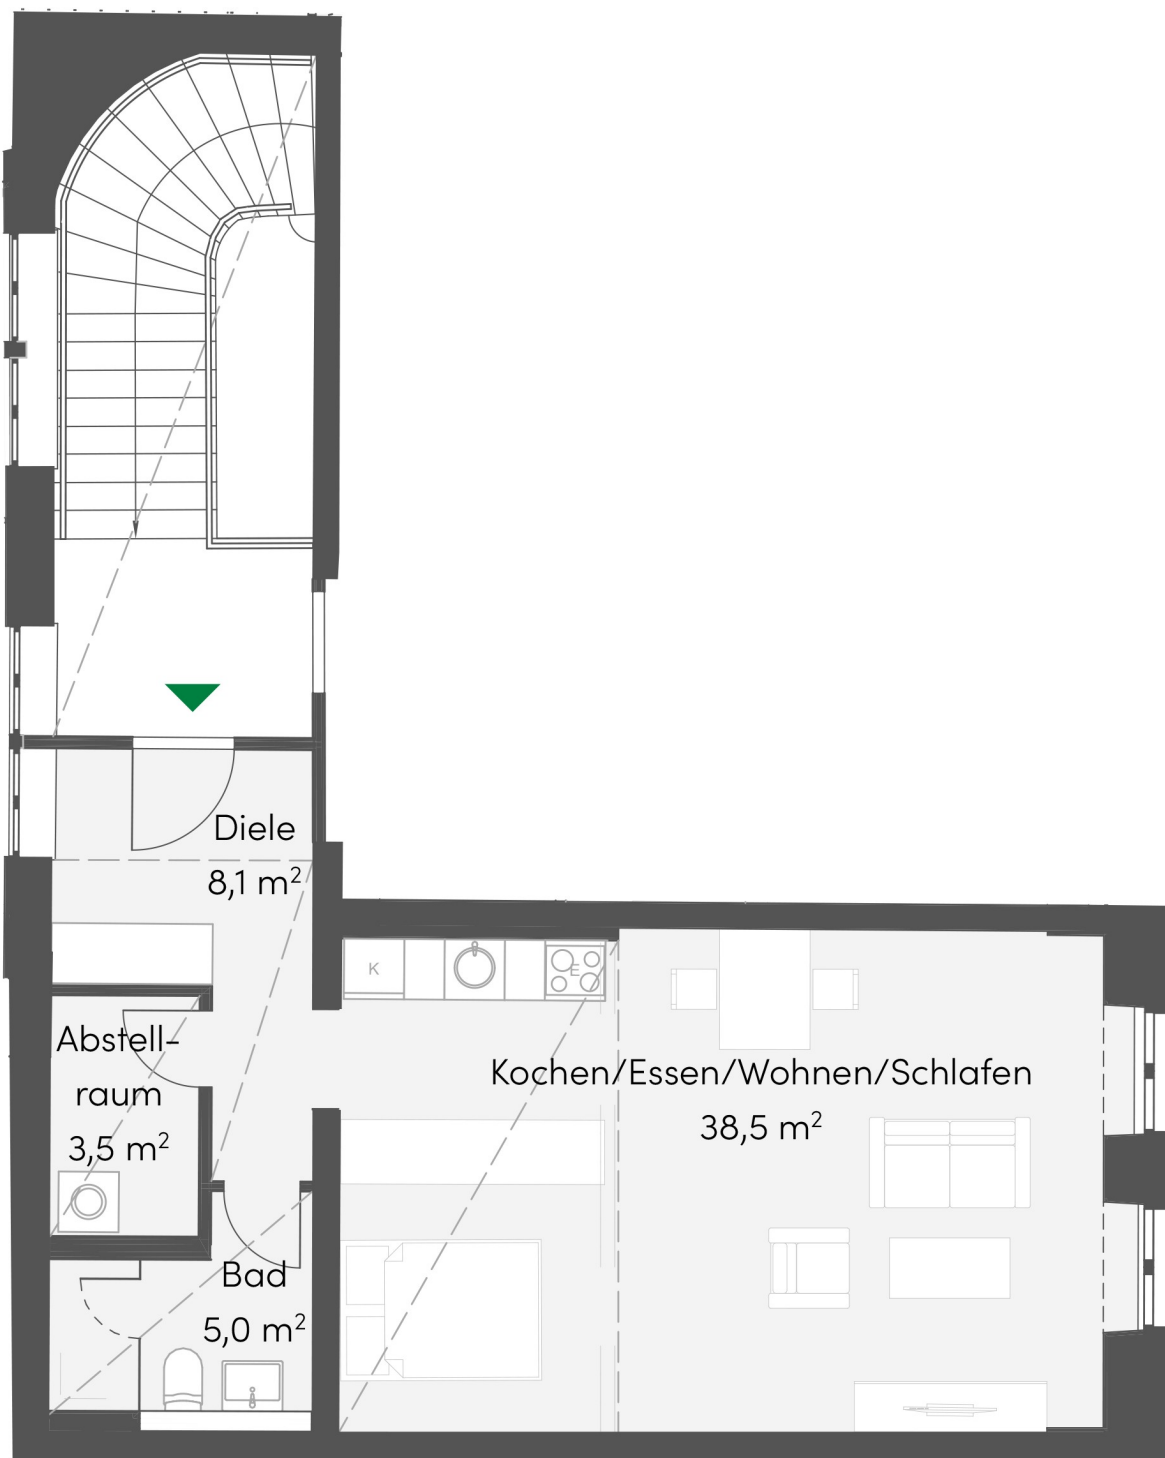 Diele
8,1 m²
K
E
Abstell-
raum
3,5 m²
Kochen/Essen/Wohnen/Schlafen
38,5 m²
Bad
5,0 m²